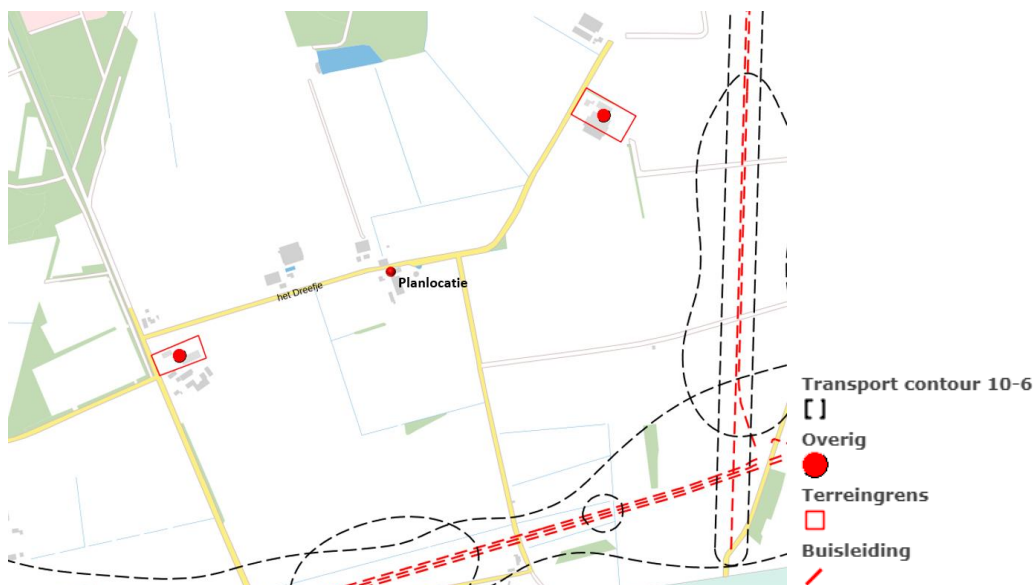 Planlocatie
het Dreefje
Transport contour 10-6
Overig
Terreingrens
Buisleiding